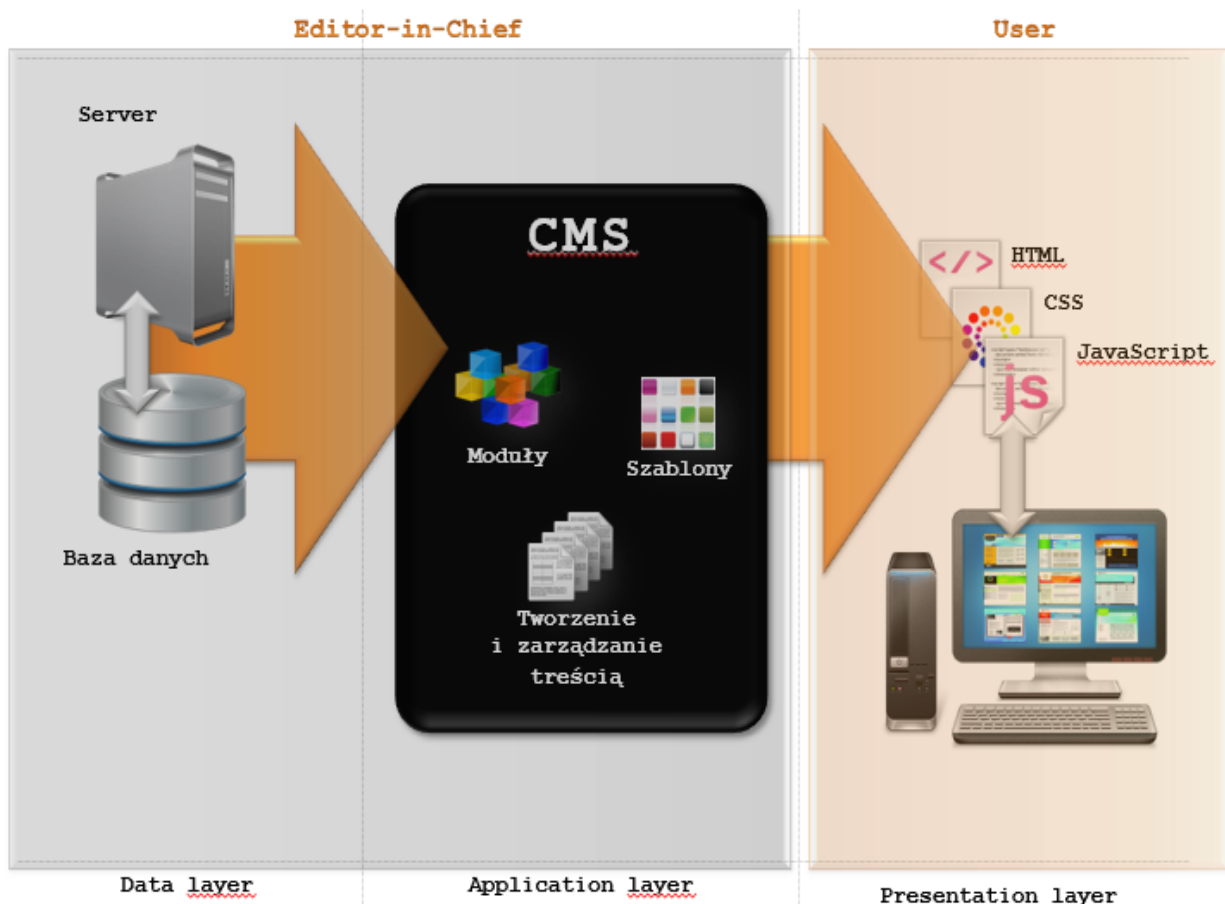 Editor-in-Chief
User
Server
CMS
</>
HTML
CSS
JavaScript
js
Moduły
Szablony
Baza danych
Tworzenie
i zarządzanie
treścią
Data layer
Application layer
Presentation layer